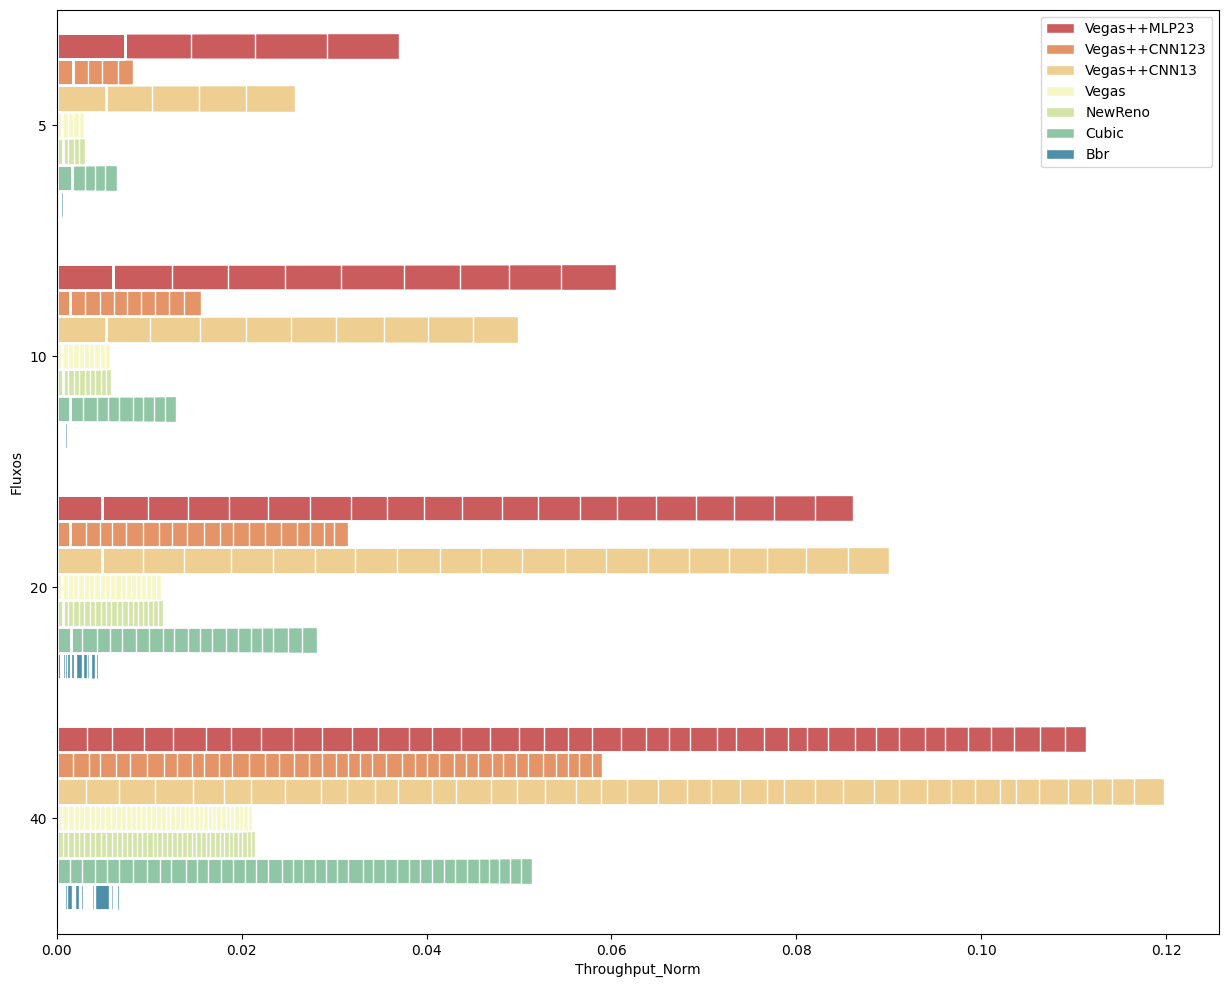 Vegas++MLP23
Vegas++CNN123
Vegas++CNN13
Vegas
NewReno
Cubic
Bbr
Fluxos
5
10
20
40
0.00 0.02 0.04 0.06 0.08 0.10 0.12
Throughput_Norm